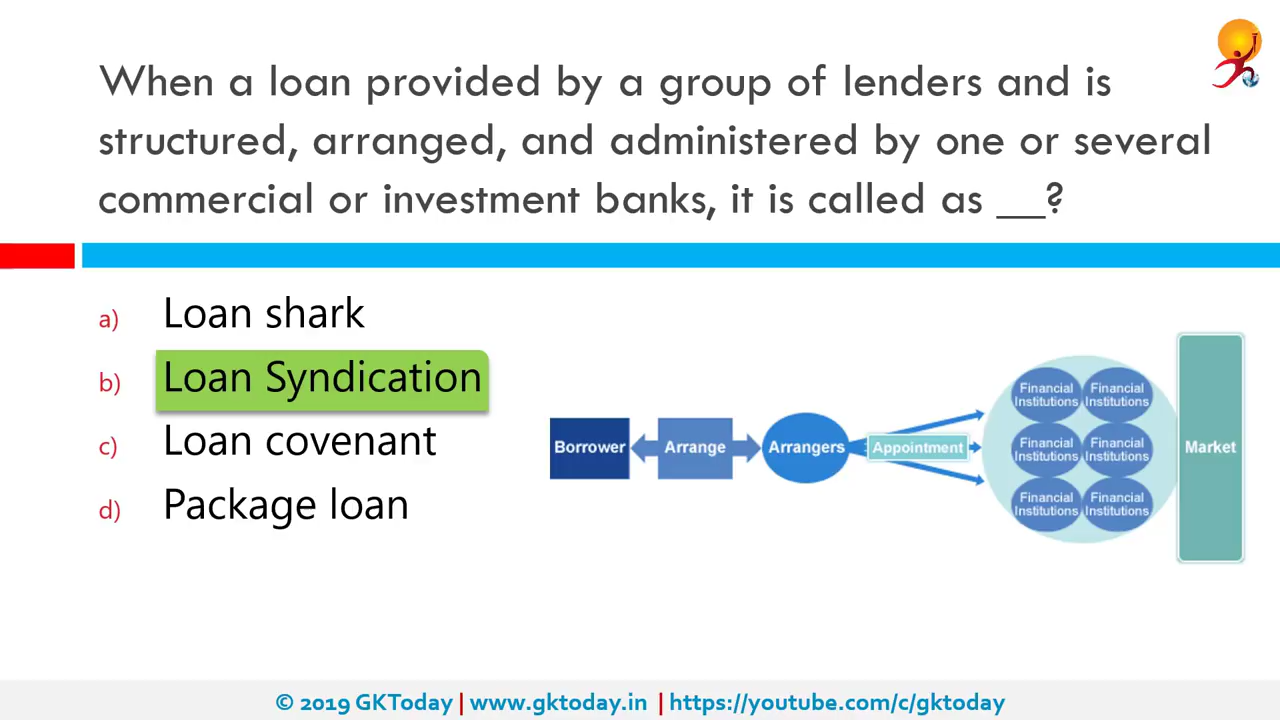 When a loan provided by a group of lenders and is
structured, arranged, and administered by one or several
commercial or investment banks, it is called as __?
a) Loan shark
b) Loan Syndication
c) Loan covenant
d) Package loan
Borrower
Arrange
Arrangers
Appointment
Financial
Institutions
Financial
Institutions
Financial
Institutions
Financial
Institutions
Financial
Institutions
Financial
Institutions
Market
© 2019 GKToday | www.gktoday.in | https://youtube.com/c/gktoday